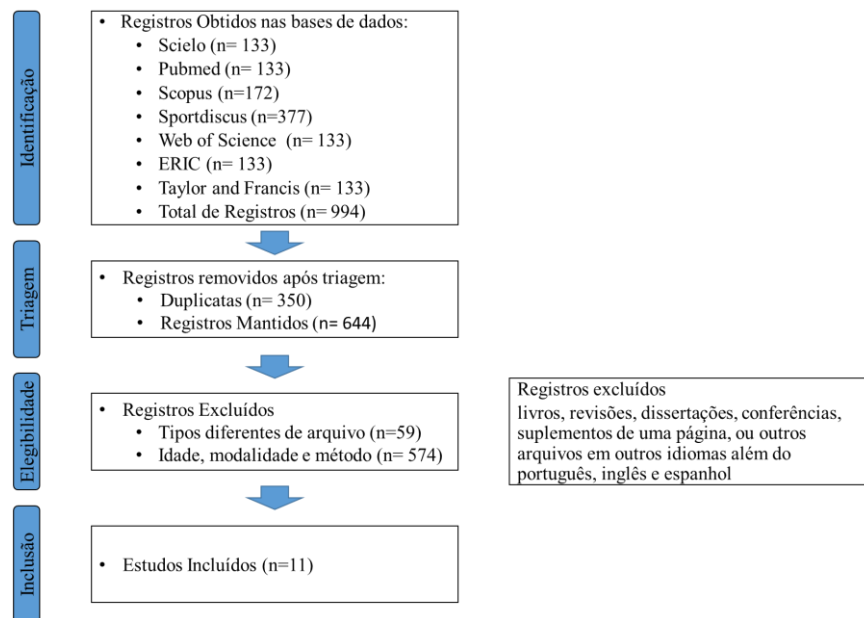 Identificação
• Registros Obtidos nas bases de dados:
• Scielo (n= 133)
• Pubmed (n= 133)
• Scopus (n=172)
• Sportdiscus (n=377)
• Web of Science (n= 133)
• ERIC (n= 133)
• Taylor and Francis (n= 133)
• Total de Registros (n= 994)
Triagem
• Registros removidos após triagem:
• Duplicatas (n= 350)
• Registros Mantidos (n= 644)
Elegibilidade
• Registros Excluídos
• Tipos diferentes de arquivo (n=59)
• Idade, modalidade e método (n= 574)
Registros excluídos
livros, revisões, dissertações, conferências,
suplementos de uma página, ou outros
arquivos em outros idiomas além do
português, inglês e espanhol
Inclusão
• Estudos Incluídos (n=11)